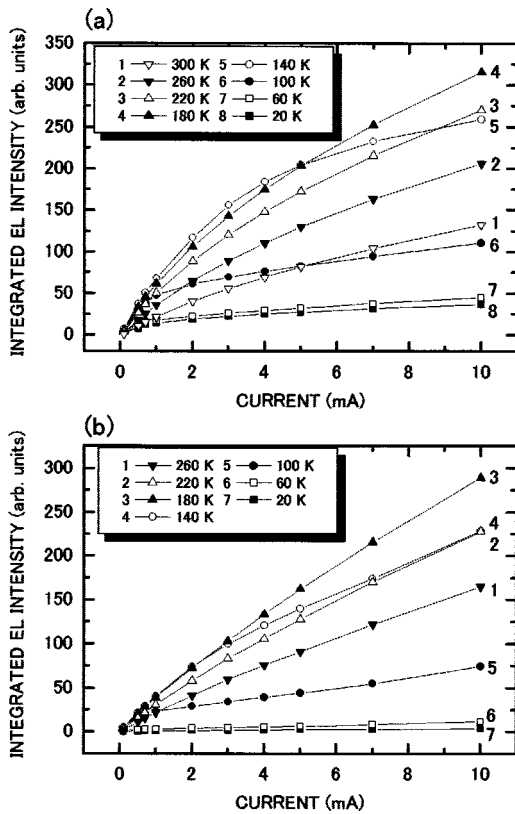 (a)
350
300
250
200
150
100
50
0
INTEGRATED EL INTENSITY (arb. units)
1 300 K 5 140 K
2 260 K 6 100 K
3 220 K 7 60 K
4 180 K 8 20 K
4
3
5
2
1
6
7
8
0 2 4 6 8 10
CURRENT (mA)
(b)
300
250
200
150
100
50
0
INTEGRATED EL INTENSITY (arb. units)
1 260 K 5 100 K
2 220 K 6 60 K
3 180 K 7 20 K
4 140 K
3
4
2
1
5
6
7
0 2 4 6 8 10
CURRENT (mA)